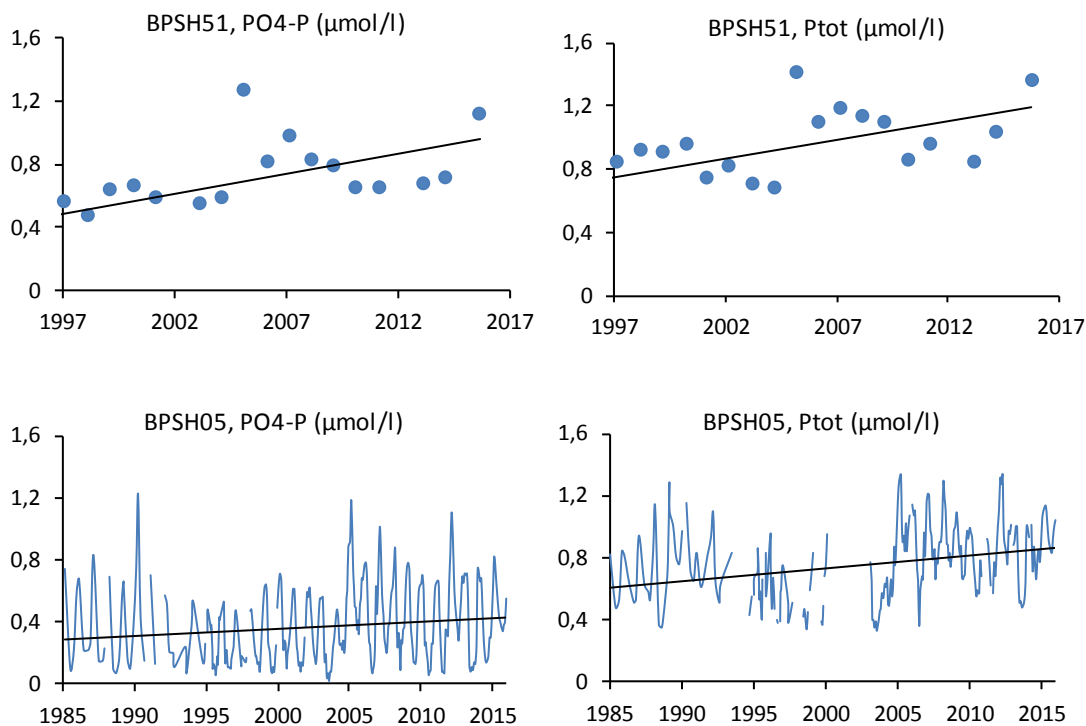 BPSH51, PO4-P (µmol/l)
1,6
1,2
0,8
0,4
0
1997 2002 2007 2012 2017
BPSH51, Ptot (µmol/l)
1,6
1,2
0,8
0,4
0
1997 2002 2007 2012 2017
BPSH05, PO4-P (µmol/l)
1,6
1,2
0,8
0,4
0
1985 1990 1995 2000 2005 2010 2015
BPSH05, Ptot (µmol/l)
1,6
1,2
0,8
0,4
0
1985 1990 1995 2000 2005 2010 2015